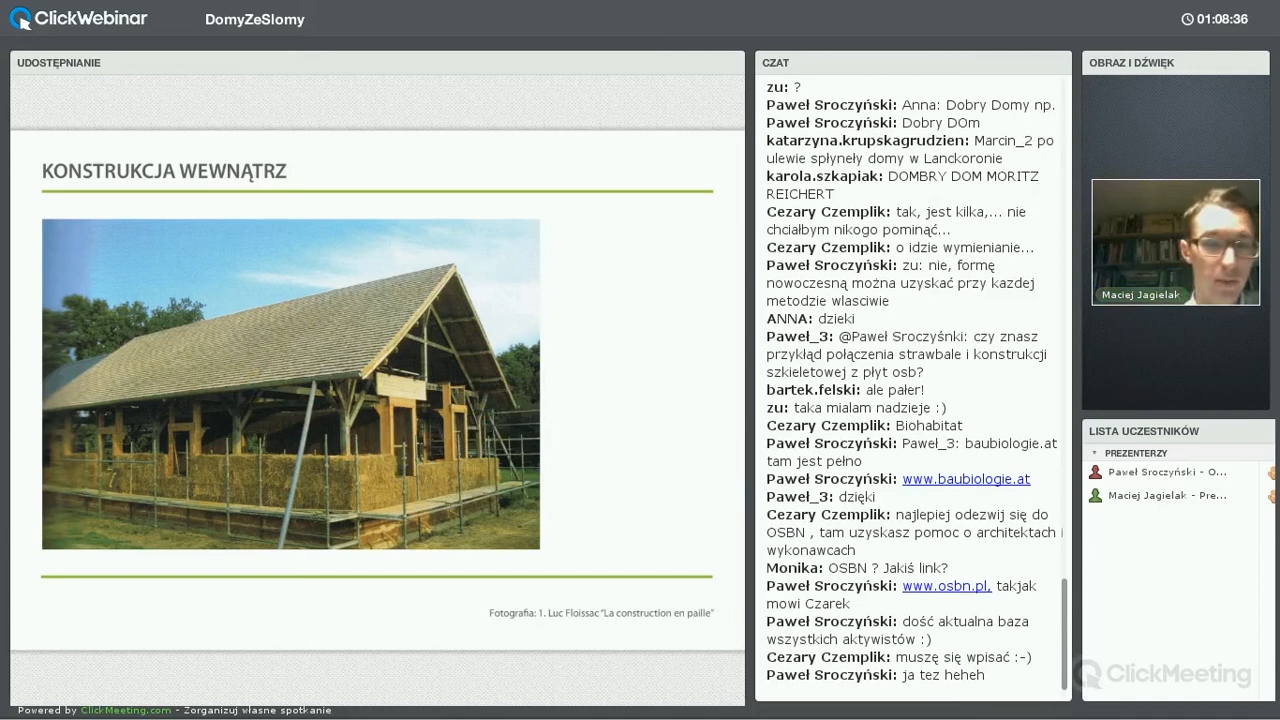 ClickWebinar
DomyZeSlomy
01:08:36
UDOSTĘPNIANIE
KONSTRUKCJA WEWNĄTRZ
Fotografia: 1. Luc Floissac "La construction en paille"
CZAT
zu: ?
Paweł Sroczyński: Anna: Dobry Domy np.
Paweł Sroczyński: Dobry DOm
katarzyna.krupskagrudzien: Marcin_2 po
ulewie spłyneły domy w Lanckoronie
karola.szkapiak: DOMBRY DOM MORITZ
REICHERT
Cezary Czemplik: tak, jest kilka,... nie
chciałbym nikogo pominąć...
Cezary Czemplik: o idzie wymienianie...
Paweł Sroczyński: zu: nie, formę
nowoczesną można uzyskać przy kazdej
metodzie wlasciwie
ANNA: dzieki
Paweł_3: @Paweł Sroczyśnki: czy znasz
przykłąd połączenia strawbale i konstrukcji
szkieletowej z płyt osb?
bartek.felski: ale pałer!
zu: taka mialam nadzieje :)
Cezary Czemplik: Biohabitat
Paweł Sroczyński: Paweł_3: baubiologie.at
tam jest pełno
Paweł Sroczyński: www.baubiologie.at
Paweł_3: dzięki
Cezary Czemplik: najlepiej odezwij się do
OSBN , tam uzyskasz pomoc o architektach i
wykonawcach
Monika: OSBN ? Jakiś link?
Paweł Sroczyński: www.osbn.pl, takjak
mowi Czarek
Paweł Sroczyński: dość aktualna baza
wszystkich aktywistów :)
Cezary Czemplik: muszę się wpisać :-)
Paweł Sroczyński: ja tez heheh
OBRAZ I DŹWIĘK
Maciej Jagielak
LISTA UCZESTNIKÓW
PREZENTERZY
Paweł Sroczyński - O...
Maciej Jagielak - Pre...
ClickMeeting
Powered by ClickMeeting.com - Zorganizuj własne spotkanie